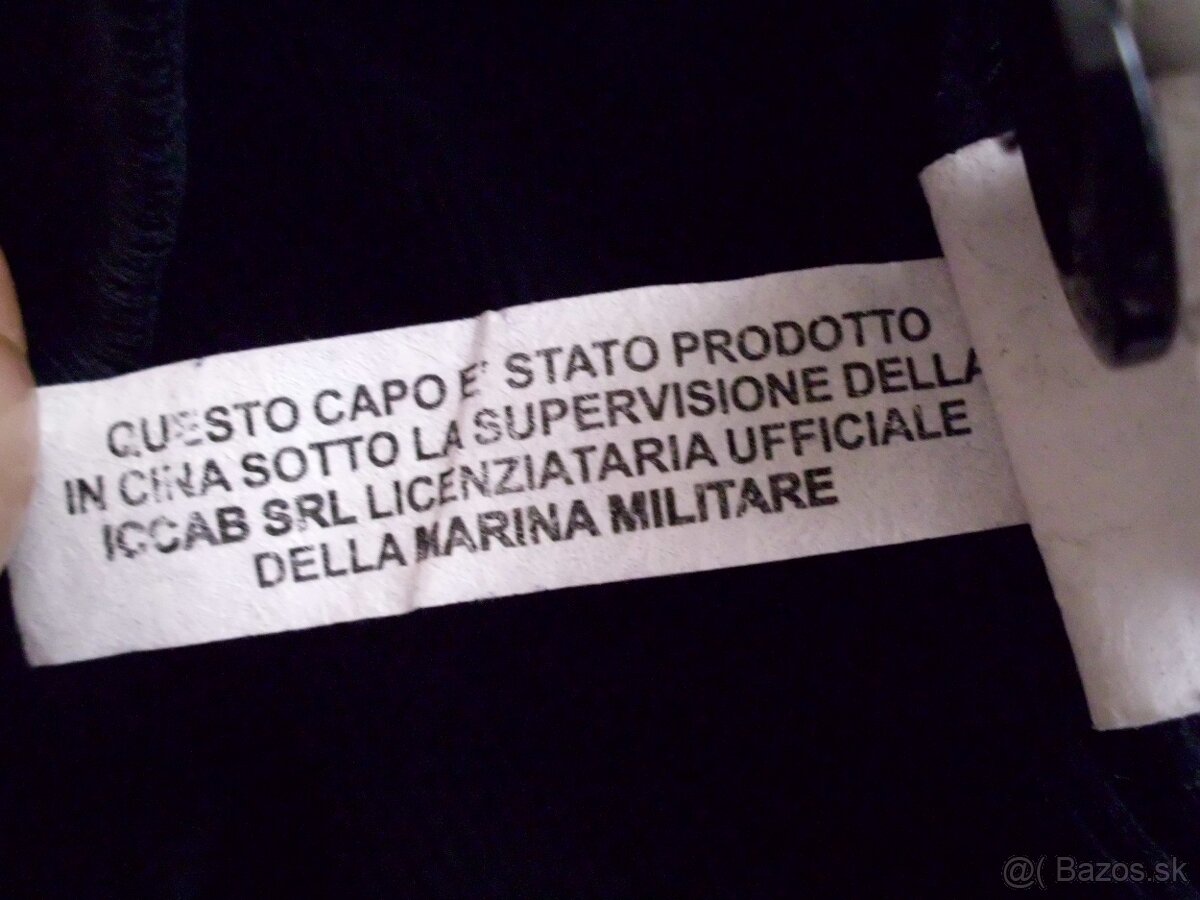 QUESTO CAPO E' STATO PRODOTTO
IN CINA SOTTO LA SUPERVISIONE DELLA
ICCAB SRL LICENZIATARIA UFFICIALE
DELLA MARINA MILITARE
@( Bazos.sk